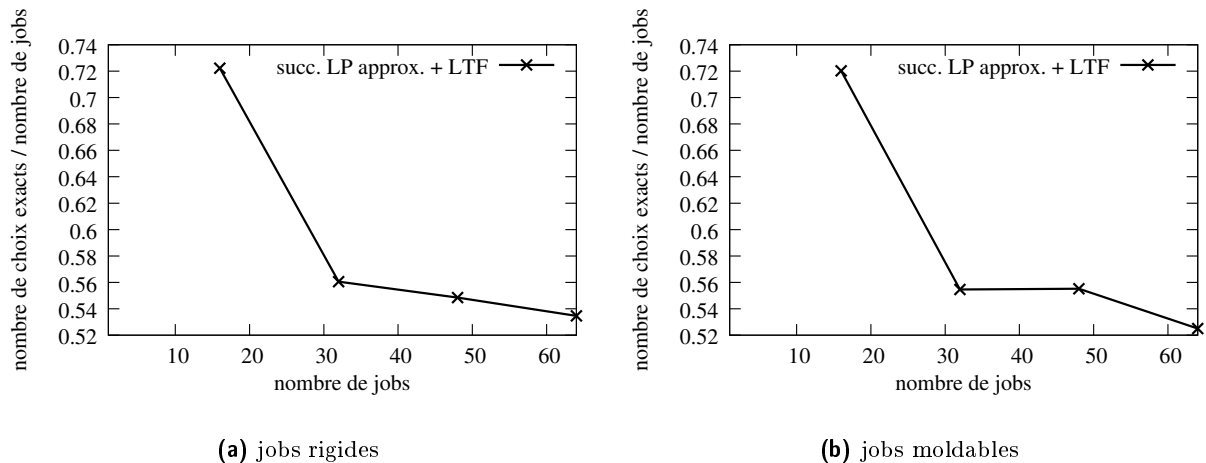 nombre de choix exacts / nombre de jobs
0.74
0.72
0.7
0.68
0.66
0.64
0.62
0.6
0.58
0.56
0.54
0.52
succ. LP approx. + LTF
10 20 30 40 50 60
nombre de jobs
(a) jobs rigides
nombre de choix exacts / nombre de jobs
0.74
0.72
0.7
0.68
0.66
0.64
0.62
0.6
0.58
0.56
0.54
0.52
succ. LP approx. + LTF
10 20 30 40 50 60
nombre de jobs
(b) jobs moldables